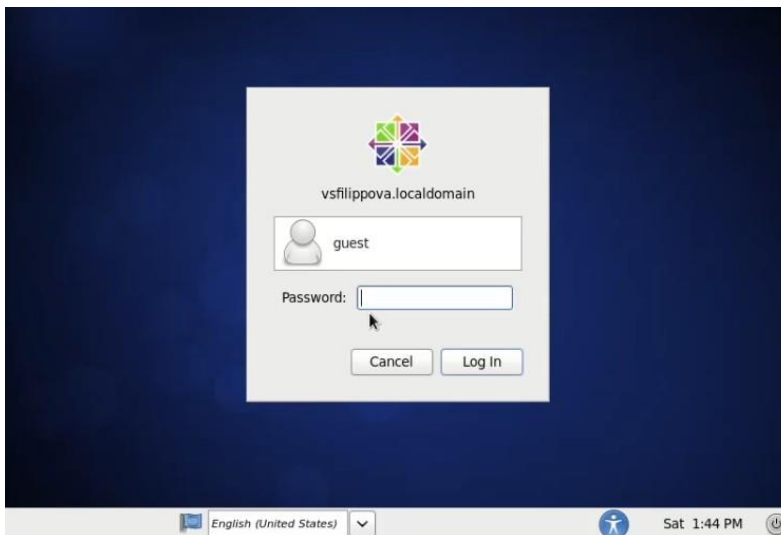 vsfilippova.localdomain
guest
Password:
Cancel Log In
English (United States) Sat 1:44 PM